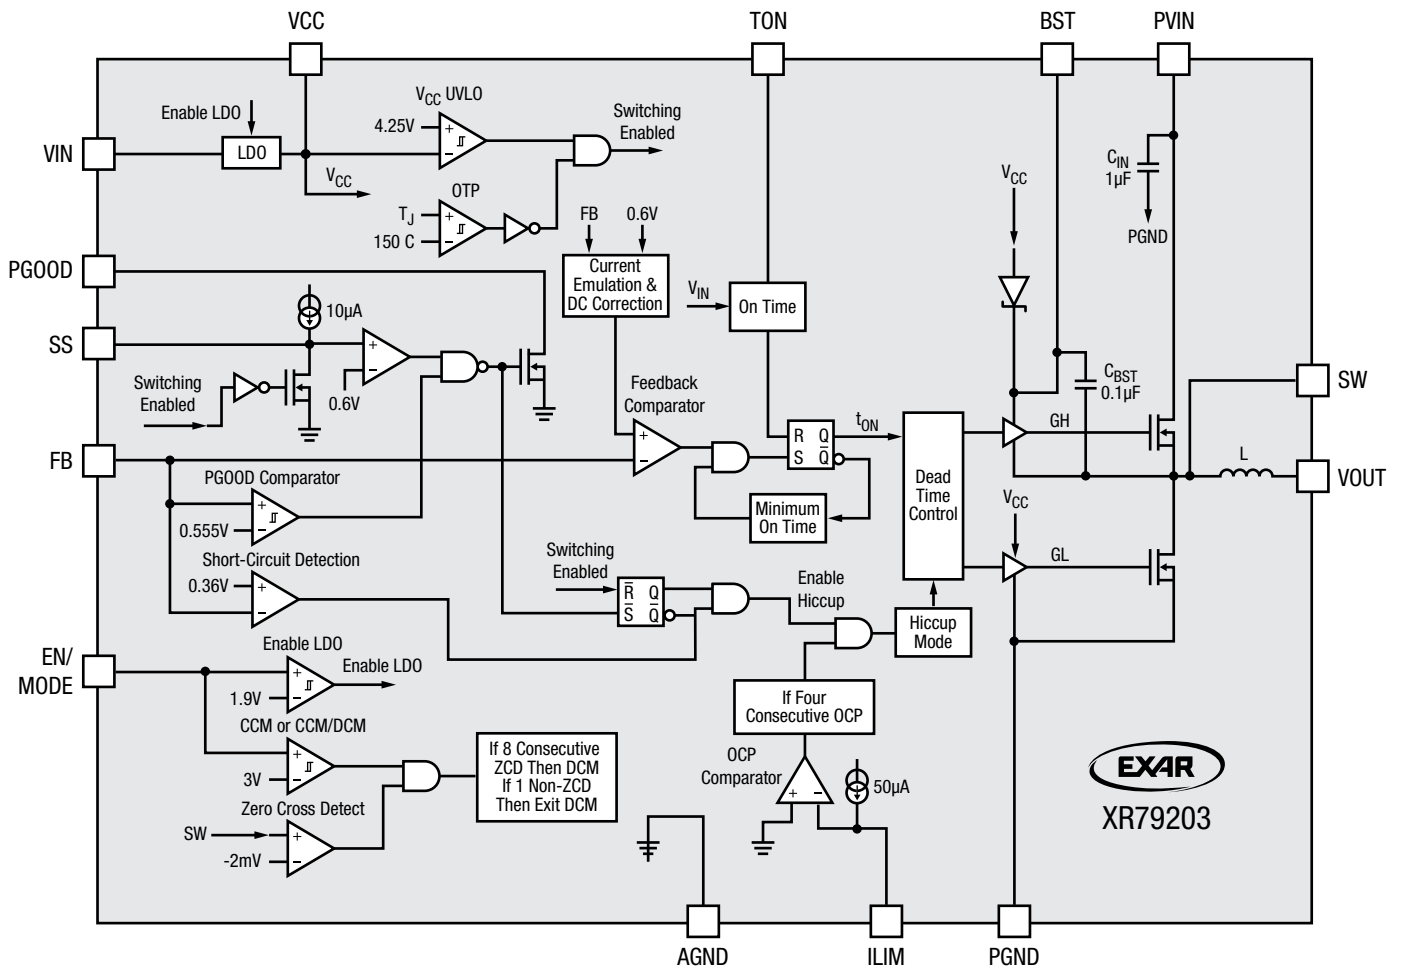 VCC
TON
BST
PVIN
VIN
Enable LDO
LDO
VCC
VCC UVLO
4.25V
+
−
Switching
Enabled
OTP
TJ
150 C
+
−
FB
0.6V
Current
Emulation &
DC Correction
VIN
On Time
VCC
CIN
1µF
PGND
PGOOD
SS
10µA
Switching
Enabled
+
−
0.6V
Feedback
Comparator
+
−
R Q
S Q
tON
Minimum
On Time
Dead
Time
Control
CBST
0.1µF
GH
SW
L
VOUT
VCC
GL
FB
PGOOD Comparator
+
0.555V −
Short-Circuit Detection
0.36V +
−
Switching
Enabled
R Q
S Q
Enable
Hiccup
Hiccup
Mode
EN/
MODE
Enable LDO
+
1.9V −
Enable LDO
CCM or CCM/DCM
+
3V −
Zero Cross Detect
SW +
-2mV −
If 8 Consecutive
ZCD Then DCM
If 1 Non-ZCD
Then Exit DCM
If Four
Consecutive OCP
OCP
Comparator
+ −
50µA
EXAR
XR79203
AGND
ILIM
PGND